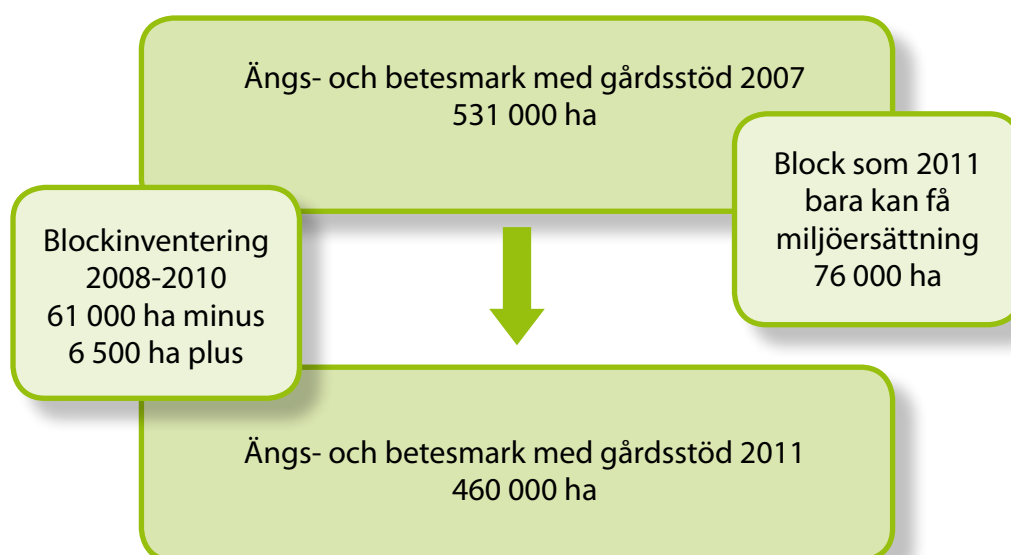 Ängs- och betesmark med gårdsstöd 2007
531 000 ha
Block som 2011
bara kan få
miljöersättning
76 000 ha
Blockinventering
2008-2010
61 000 ha minus
6 500 ha plus
Ängs- och betesmark med gårdsstöd 2011
460 000 ha